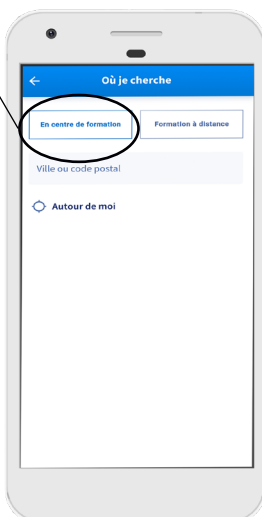 Où je cherche
En centre de formation
Formation à distance
Ville ou code postal
Autour de moi